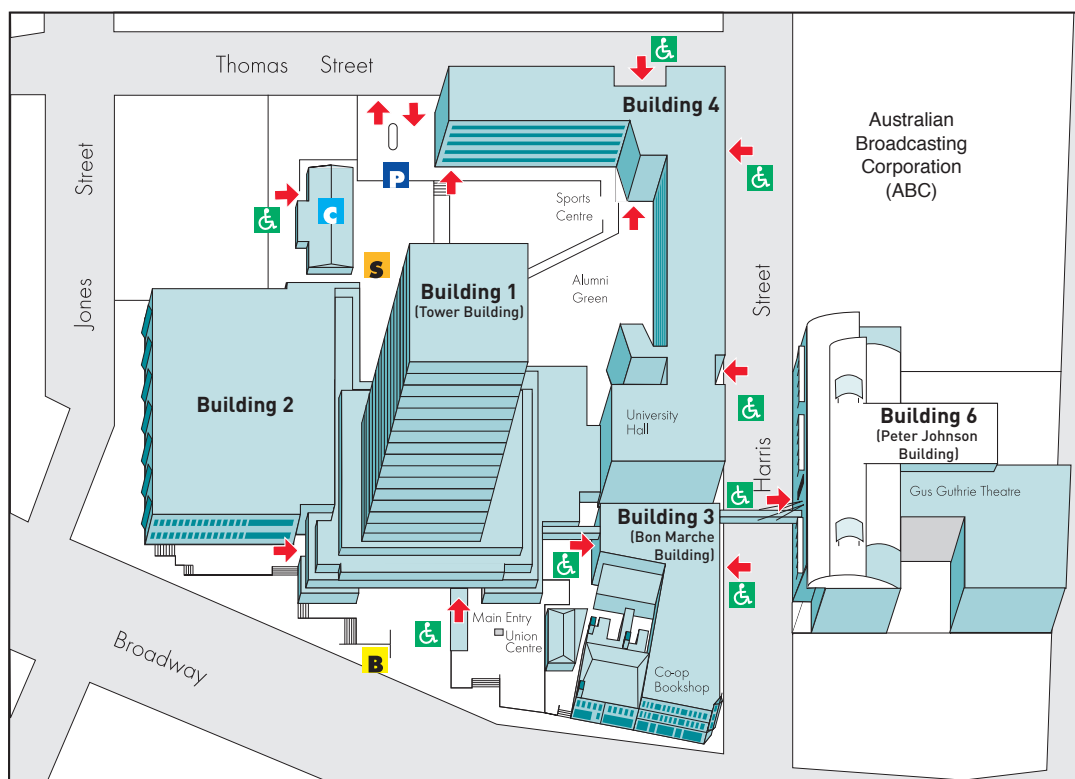 Thomas Street
Building 4
Australian
Broadcasting
Corporation
(ABC)
Street
P
C
Sports
Centre
S
Alumni
Green
Building 1
(Tower Building)
Street
Jones
Building 2
University
Hall
Building 6
(Peter Johnson
Building)
Harris
Gus Guthrie Theatre
Building 3
(Bon Marche
Building)
Main Entry
Union
Centre
Broadway
B
Co-op
Bookshop